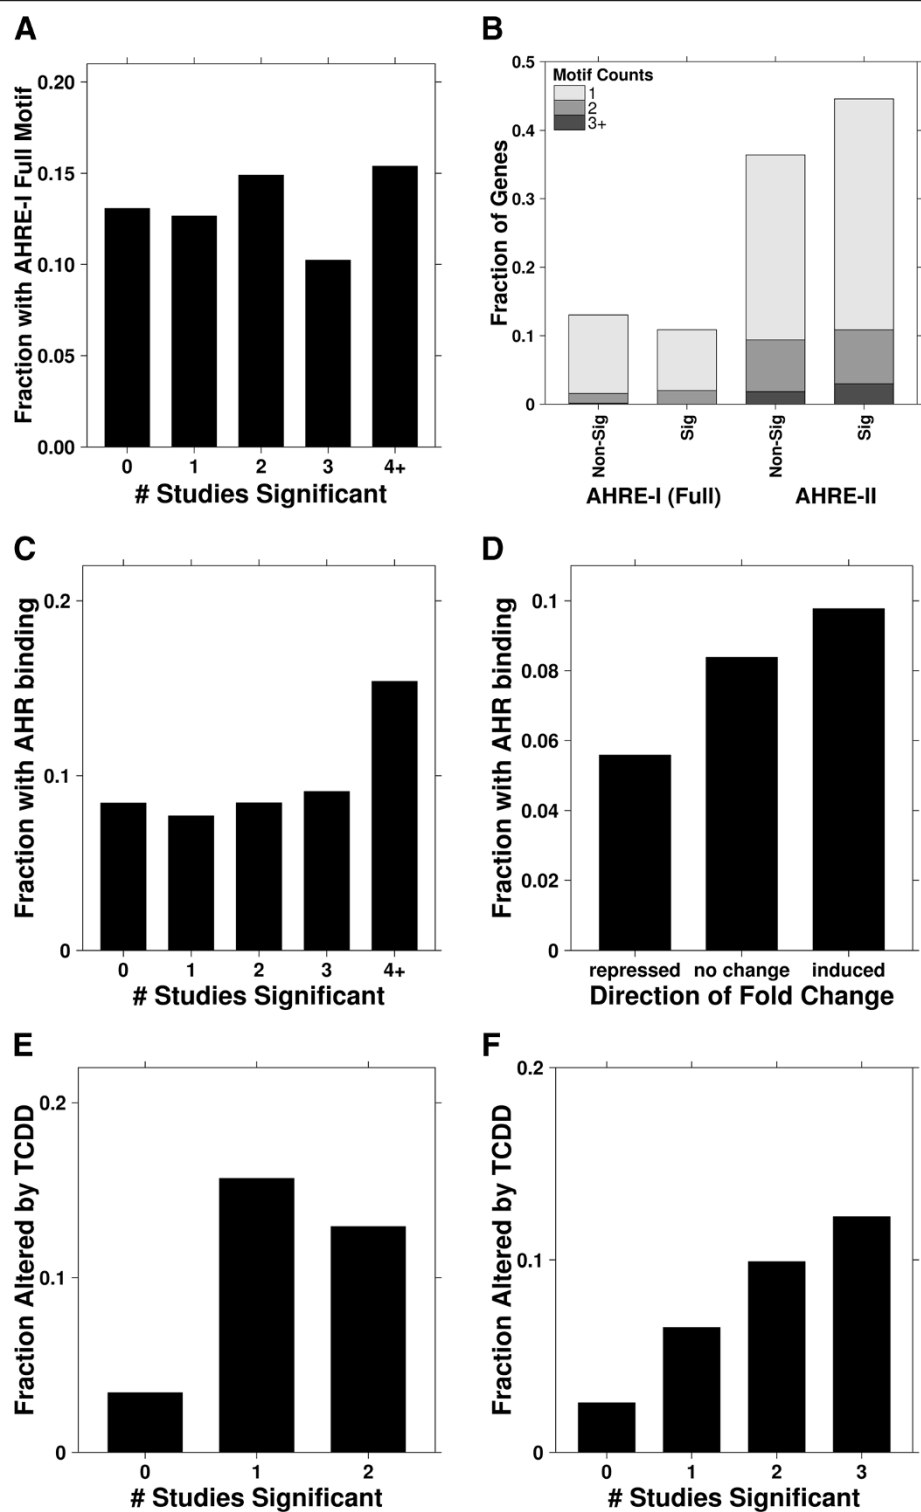 A
Fraction with AHRE-I Full Motif
0.20
0.15
0.10
0.05
0.00
0 1 2 3 4+
# Studies Significant
B
Fraction of Genes
0.5
0.4
0.3
0.2
0.1
0
Motif Counts
1
2
3+
Non-Sig Sig Non-Sig Sig
AHRE-I (Full) AHRE-II
C
Fraction with AHR binding
0.2
0.1
0
0 1 2 3 4+
# Studies Significant
D
Fraction with AHR binding
0.1
0.08
0.06
0.04
0.02
0
repressed no change induced
Direction of Fold Change
E
Fraction Altered by TCDD
0.2
0.1
0
0 1 2
# Studies Significant
F
Fraction Altered by TCDD
0.2
0.1
0
0 1 2 3
# Studies Significant